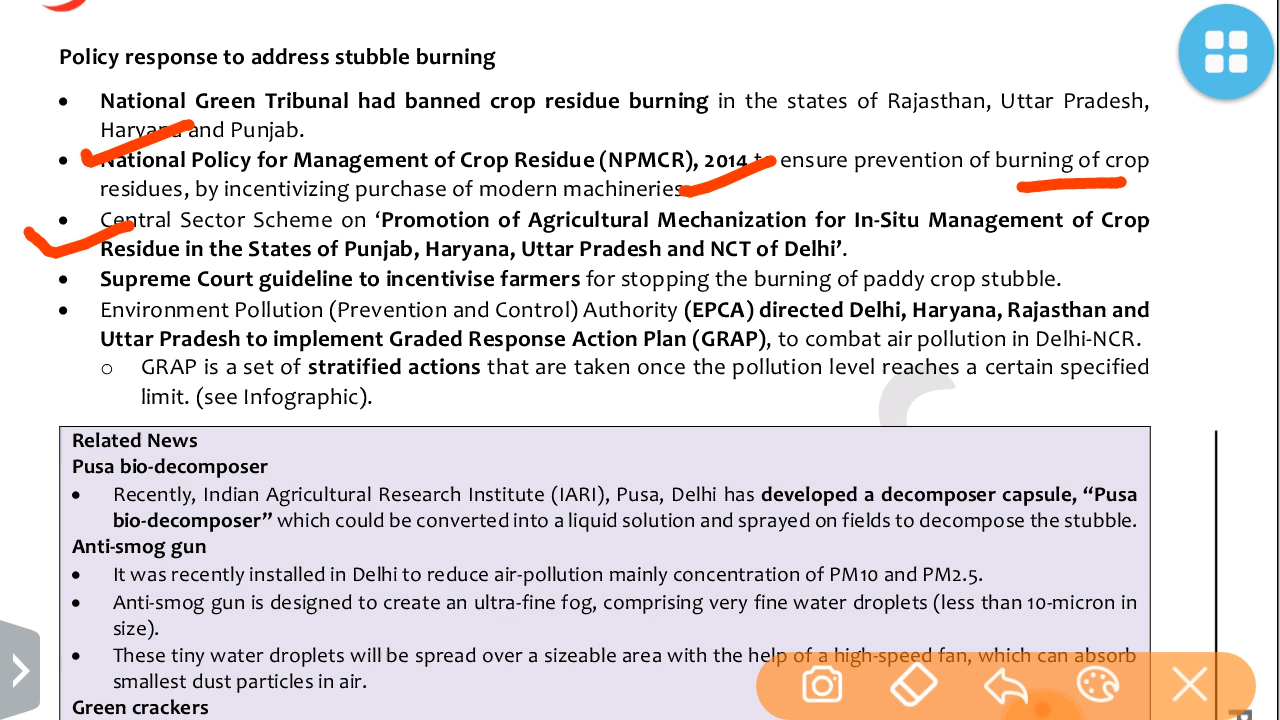 Policy response to address stubble burning
• National Green Tribunal had banned crop residue burning in the states of Rajasthan, Uttar Pradesh,
Haryana and Punjab.
• National Policy for Management of Crop Residue (NPMCR), 2014 to ensure prevention of burning of crop
residues, by incentivizing purchase of modern machineries
• Central Sector Scheme on ‘Promotion of Agricultural Mechanization for In-Situ Management of Crop
Residue in the States of Punjab, Haryana, Uttar Pradesh and NCT of Delhi’.
• Supreme Court guideline to incentivise farmers for stopping the burning of paddy crop stubble.
• Environment Pollution (Prevention and Control) Authority (EPCA) directed Delhi, Haryana, Rajasthan and
Uttar Pradesh to implement Graded Response Action Plan (GRAP), to combat air pollution in Delhi-NCR.
o GRAP is a set of stratified actions that are taken once the pollution level reaches a certain specified
limit. (see Infographic).
Related News
Pusa bio-decomposer
• Recently, Indian Agricultural Research Institute (IARI), Pusa, Delhi has developed a decomposer capsule, “Pusa
bio-decomposer” which could be converted into a liquid solution and sprayed on fields to decompose the stubble.
Anti-smog gun
• It was recently installed in Delhi to reduce air-pollution mainly concentration of PM10 and PM2.5.
• Anti-smog gun is designed to create an ultra-fine fog, comprising very fine water droplets (less than 10-micron in
size).
• These tiny water droplets will be spread over a sizeable area with the help of a high-speed fan, which can absorb
smallest dust particles in air.
Green crackers